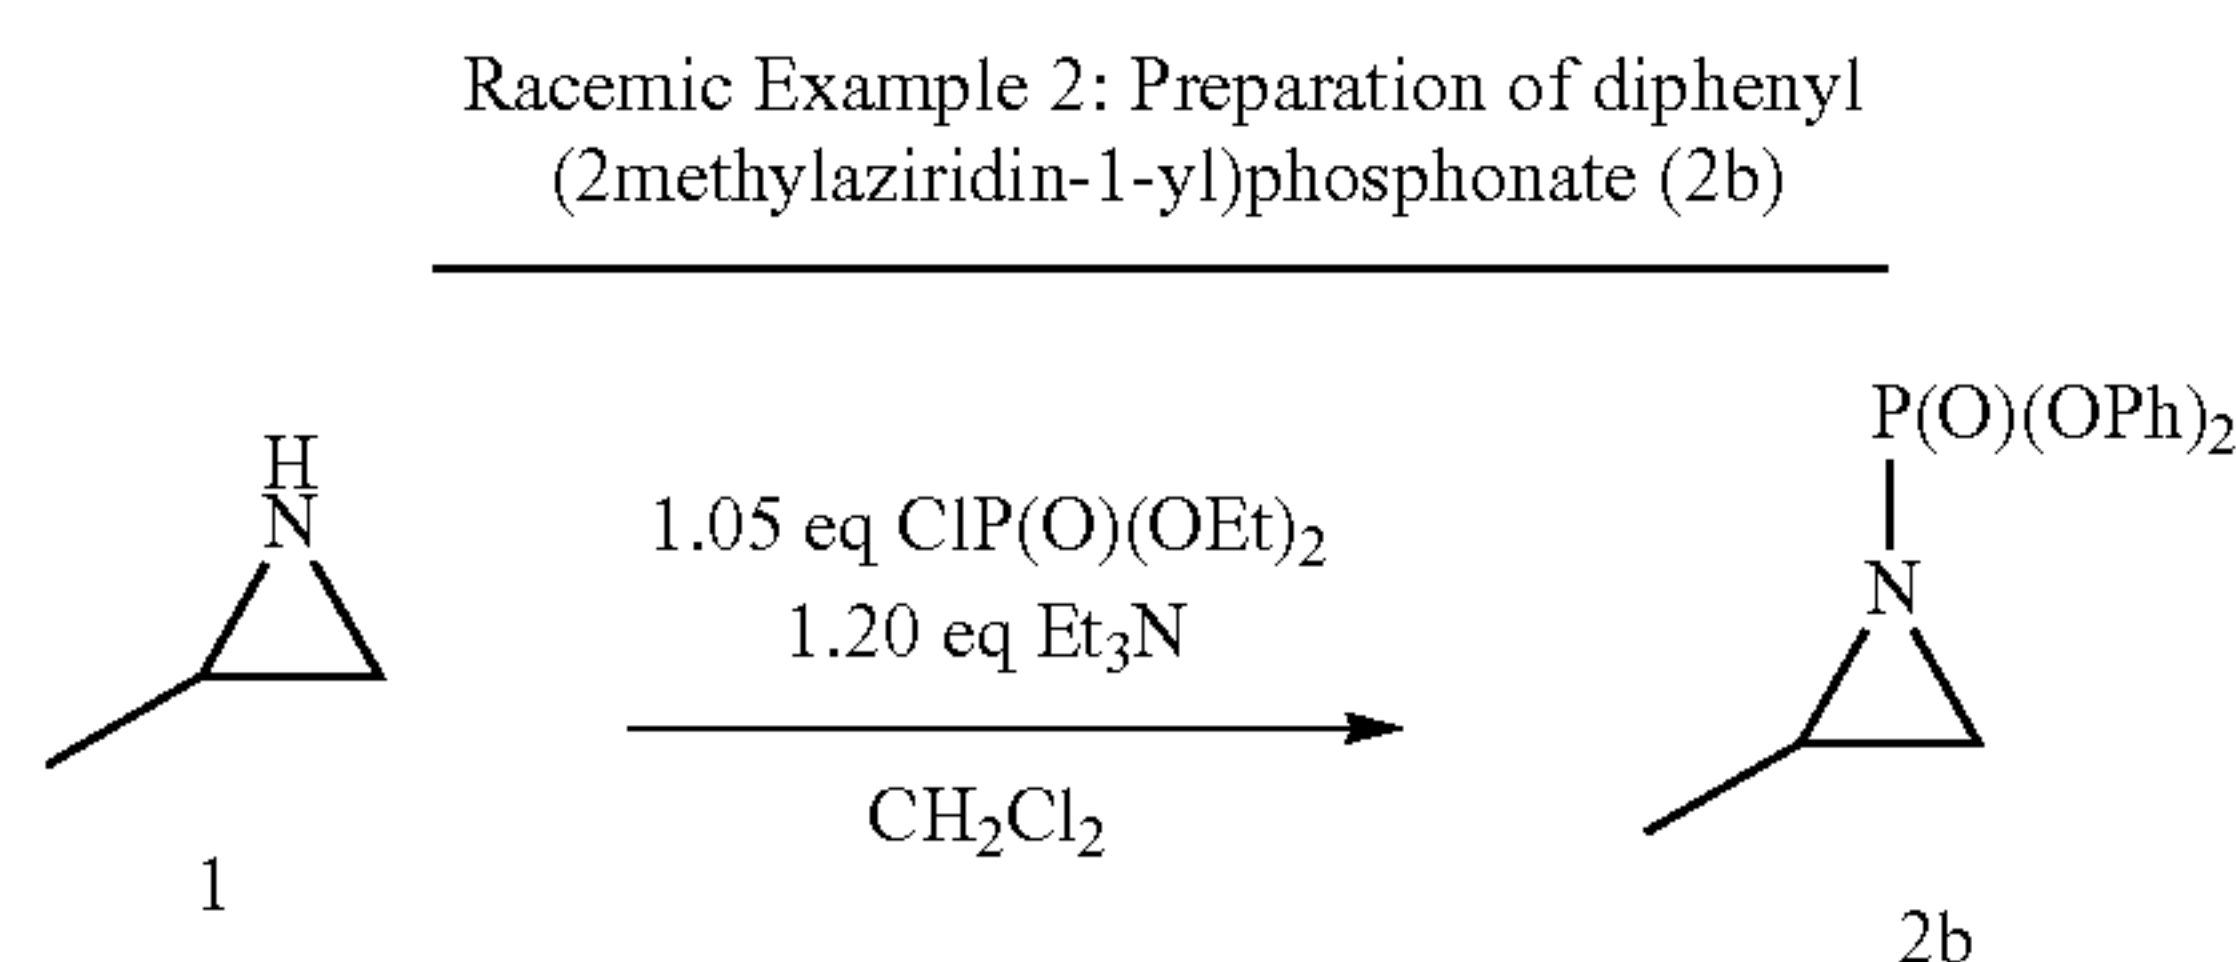 Racemic Example 2: Preparation of diphenyl
(2methylaziridin-1-yl)phosphonate (2b)
H
N
1
1.05 eq ClP(O)(OEt)2
1.20 eq Et3N
CH2Cl2
P(O)(OPh)2
N
2b